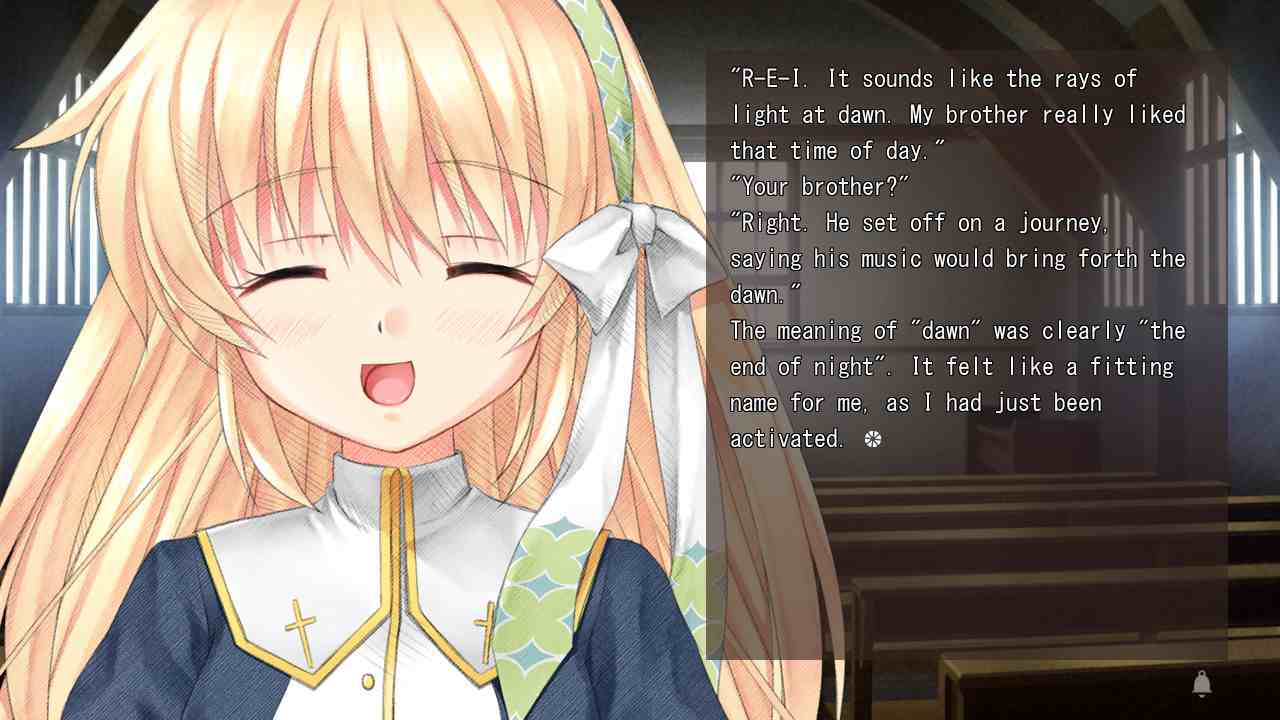 "R-E-I. It sounds like the rays of
light at dawn. My brother really liked
that time of day."
"Your brother?"
"Right. He set off on a journey,
saying his music would bring forth the
dawn."
The meaning of "dawn" was clearly "the
end of night". It felt like a fitting
name for me, as I had just been
activated.